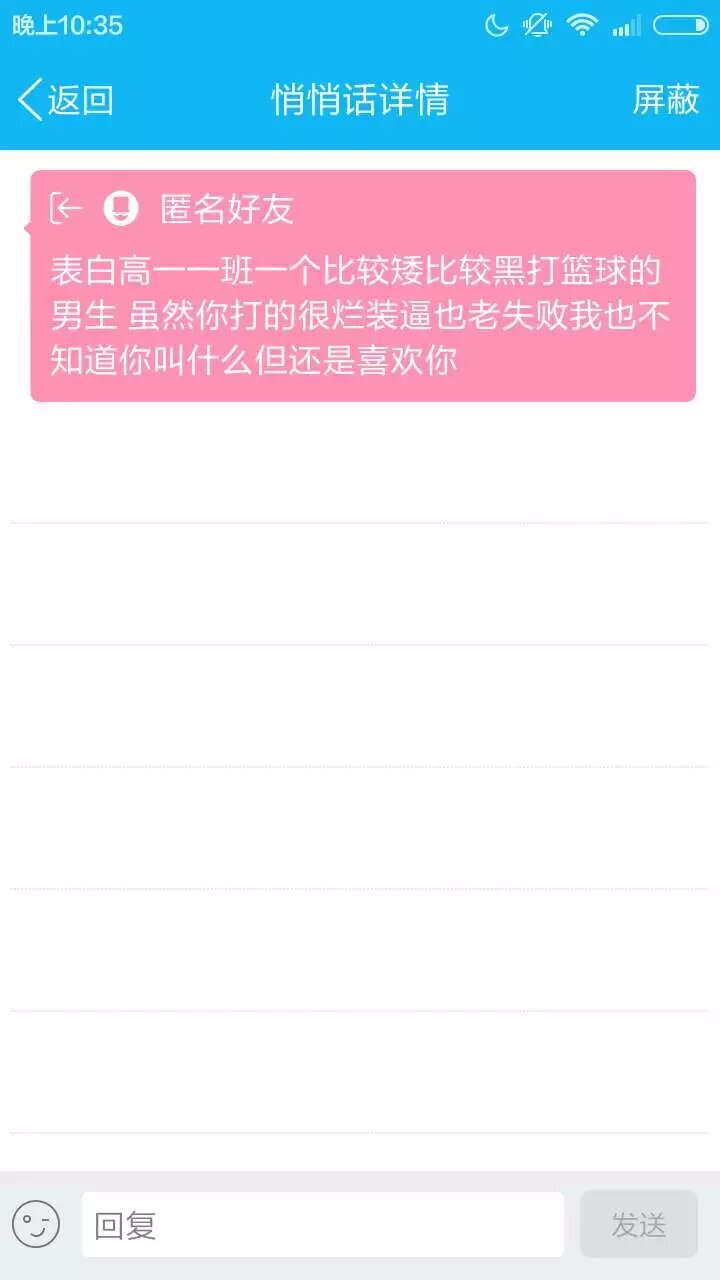 晚上10:35
返回 悄悄话详情 屏蔽
匿名好友
表白高一一班一个比较矮比较黑打篮球的
男生 虽然你打的很烂装逼也老失败我也不
知道你叫什么但还是喜欢你
回复 发送